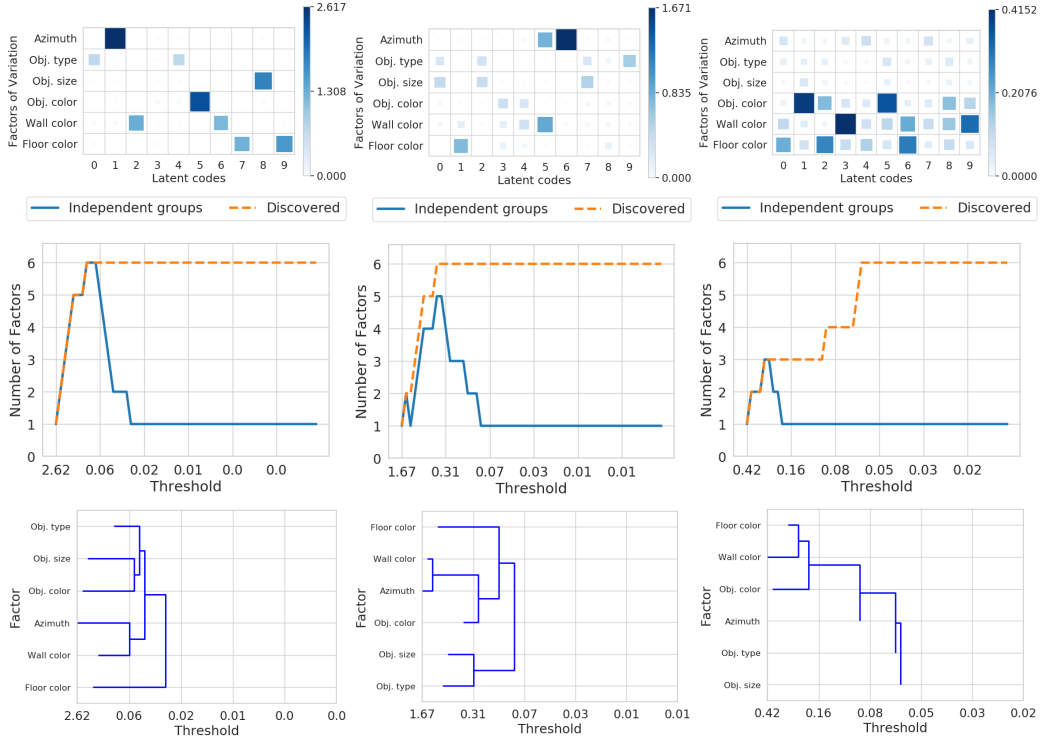 Factors of Variation
Azimuth
Obj. type
Obj. size
Obj. color
Wall color
Floor color
0 1 2 3 4 5 6 7 8 9
Latent codes
2.617
1.308
0.000
Factors of Variation
Azimuth
Obj. type
Obj. size
Obj. color
Wall color
Floor color
0 1 2 3 4 5 6 7 8 9
Latent codes
1.671
0.835
0.000
Factors of Variation
Azimuth
Obj. type
Obj. size
Obj. color
Wall color
Floor color
0 1 2 3 4 5 6 7 8 9
Latent codes
0.4152
0.2076
0.0000
Independent groups Discovered
Number of Factors
6
5
4
3
2
1
0
2.62 0.06 0.02 0.01 0.0 0.0
Threshold
Independent groups Discovered
Number of Factors
6
5
4
3
2
1
0
1.67 0.31 0.07 0.03 0.01 0.01
Threshold
Independent groups Discovered
Number of Factors
6
5
4
3
2
1
0
0.42 0.16 0.08 0.05 0.03 0.02
Threshold
Factor
Obj. type
Obj. size
Obj. color
Azimuth
Wall color
Floor color
2.62 0.06 0.02 0.01 0.0 0.0
Threshold
Factor
Floor color
Wall color
Azimuth
Obj. color
Obj. size
Obj. type
1.67 0.31 0.07 0.03 0.01 0.01
Threshold
Factor
Floor color
Wall color
Obj. color
Azimuth
Obj. type
Obj. size
0.42 0.16 0.08 0.05 0.03 0.02
Threshold